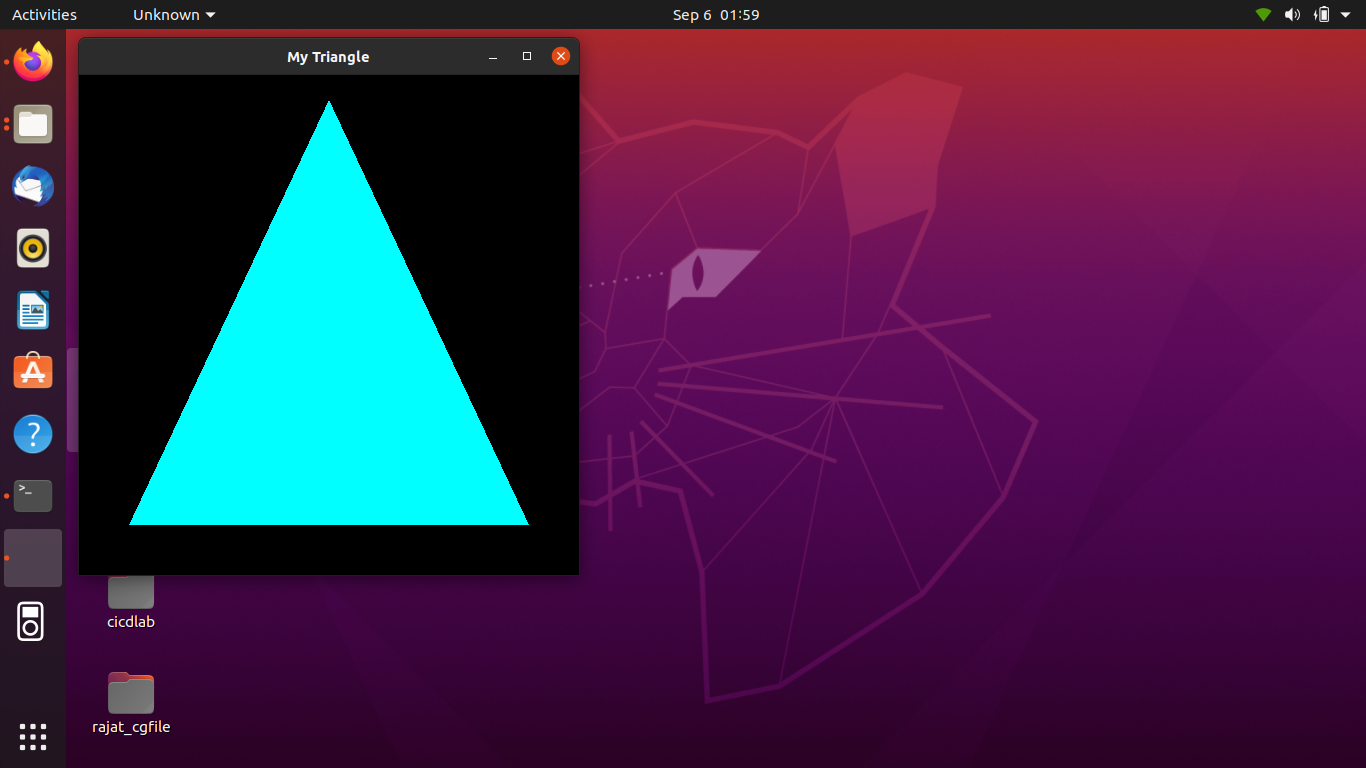 Activities
Unknown
Sep 6 01:59
My Triangle
>_
?
cicdlab
rajat_cgfile